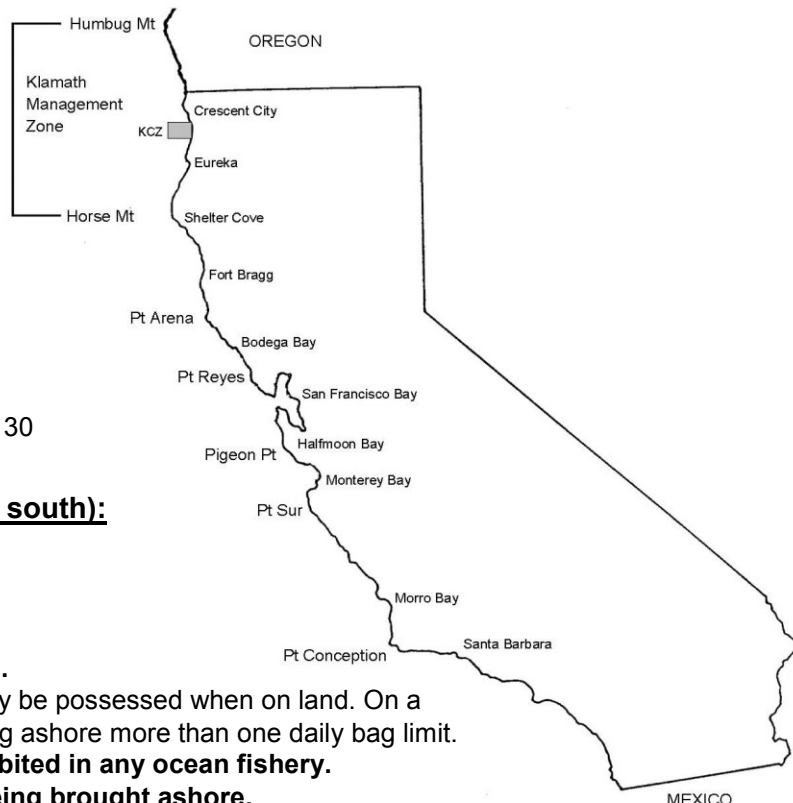 Humbug Mt
OREGON
Klamath
Management
Zone
Crescent City
KCZ
Eureka
Horse Mt
Shelter Cove
Fort Bragg
Pt Arena
Bodega Bay
Pt Reyes
San Francisco Bay
30
Halfmoon Bay
Pigeon Pt
Monterey Bay
south):
Pt Sur
Morro Bay
Santa Barbara
Pt Conception
.
y be possessed when on land. On a
g ashore more than one daily bag limit.
bited in any ocean fishery.
eing brought ashore.
MEXICO